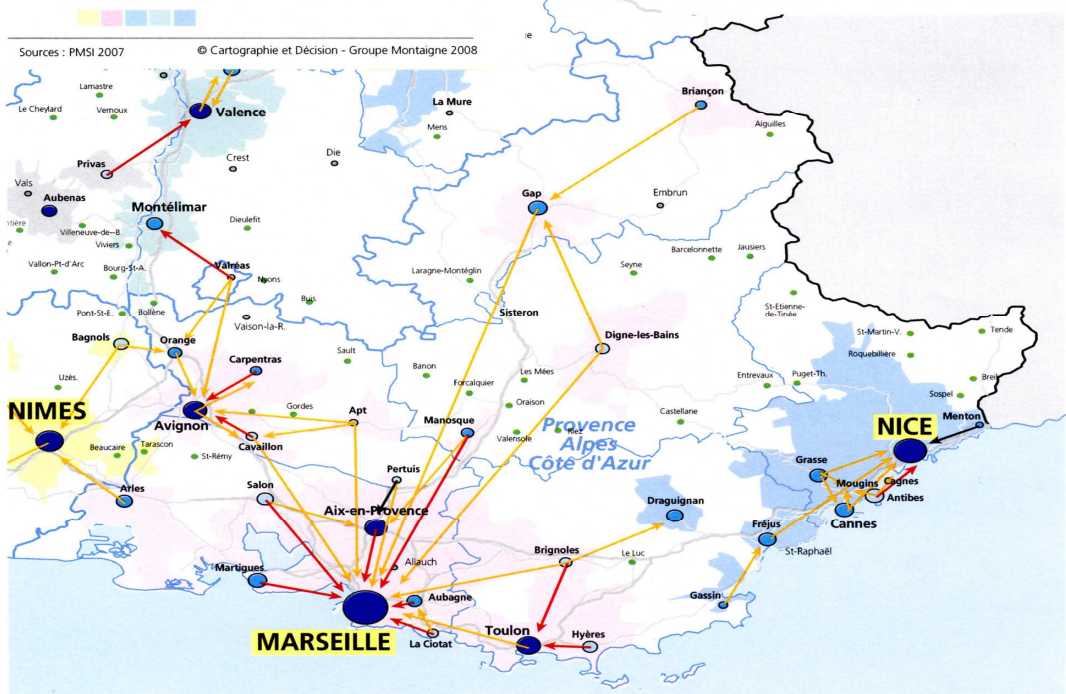 Sources : PMSI 2007
© Cartographie et Décision - Groupe Montaigne 2008
Lamastre
Le Cheylard
Vernoux
Valence
La Mure
Mens
Briançon
Aiguilles
Privas
Crest
Die
Vals
Aubenas
Montélimar
Gap
Embrun
Villeneuve-de--B.
Dieulefit
Viviers
Vallon-Pt-d'Arc
Bourg-St-A.
Valréas
Nyons
Laragne-Montéglin
Seyne
Barcelonnette
Jausiers
Buis
Pont-St-E.
Bollène
Vaison-la-R.
Sisteron
St-Etienne-
de-Tinée
Bagnols
Orange
Carpentras
Sault
Digne-les-Bains
St-Martin-V.
Tende
Roquebillière
Uzès.
Banon
Forcalquier
Les Mées
Entrevaux
Puget-Th.
Breil
Sospel
NIMES
Avignon
Gordes
Apt
Oraison
Castellane
Menton
Manosque
Valensole
Riez
Provence
Alpes
Côte d'Azur
NICE
Beaucaire
Tarascon
St-Rémy
Cavaillon
Grasse
Mougins
Cagnes
Antibes
Cannes
Arles
Salon
Pertuis
Aix-en-Provence
Draguignan
Fréjus
St-Raphaël
Martigues
Allauch
Brignoles
Le Luc
Aubagne
Gassin
MARSEILLE
La Ciotat
Toulon
Hyères